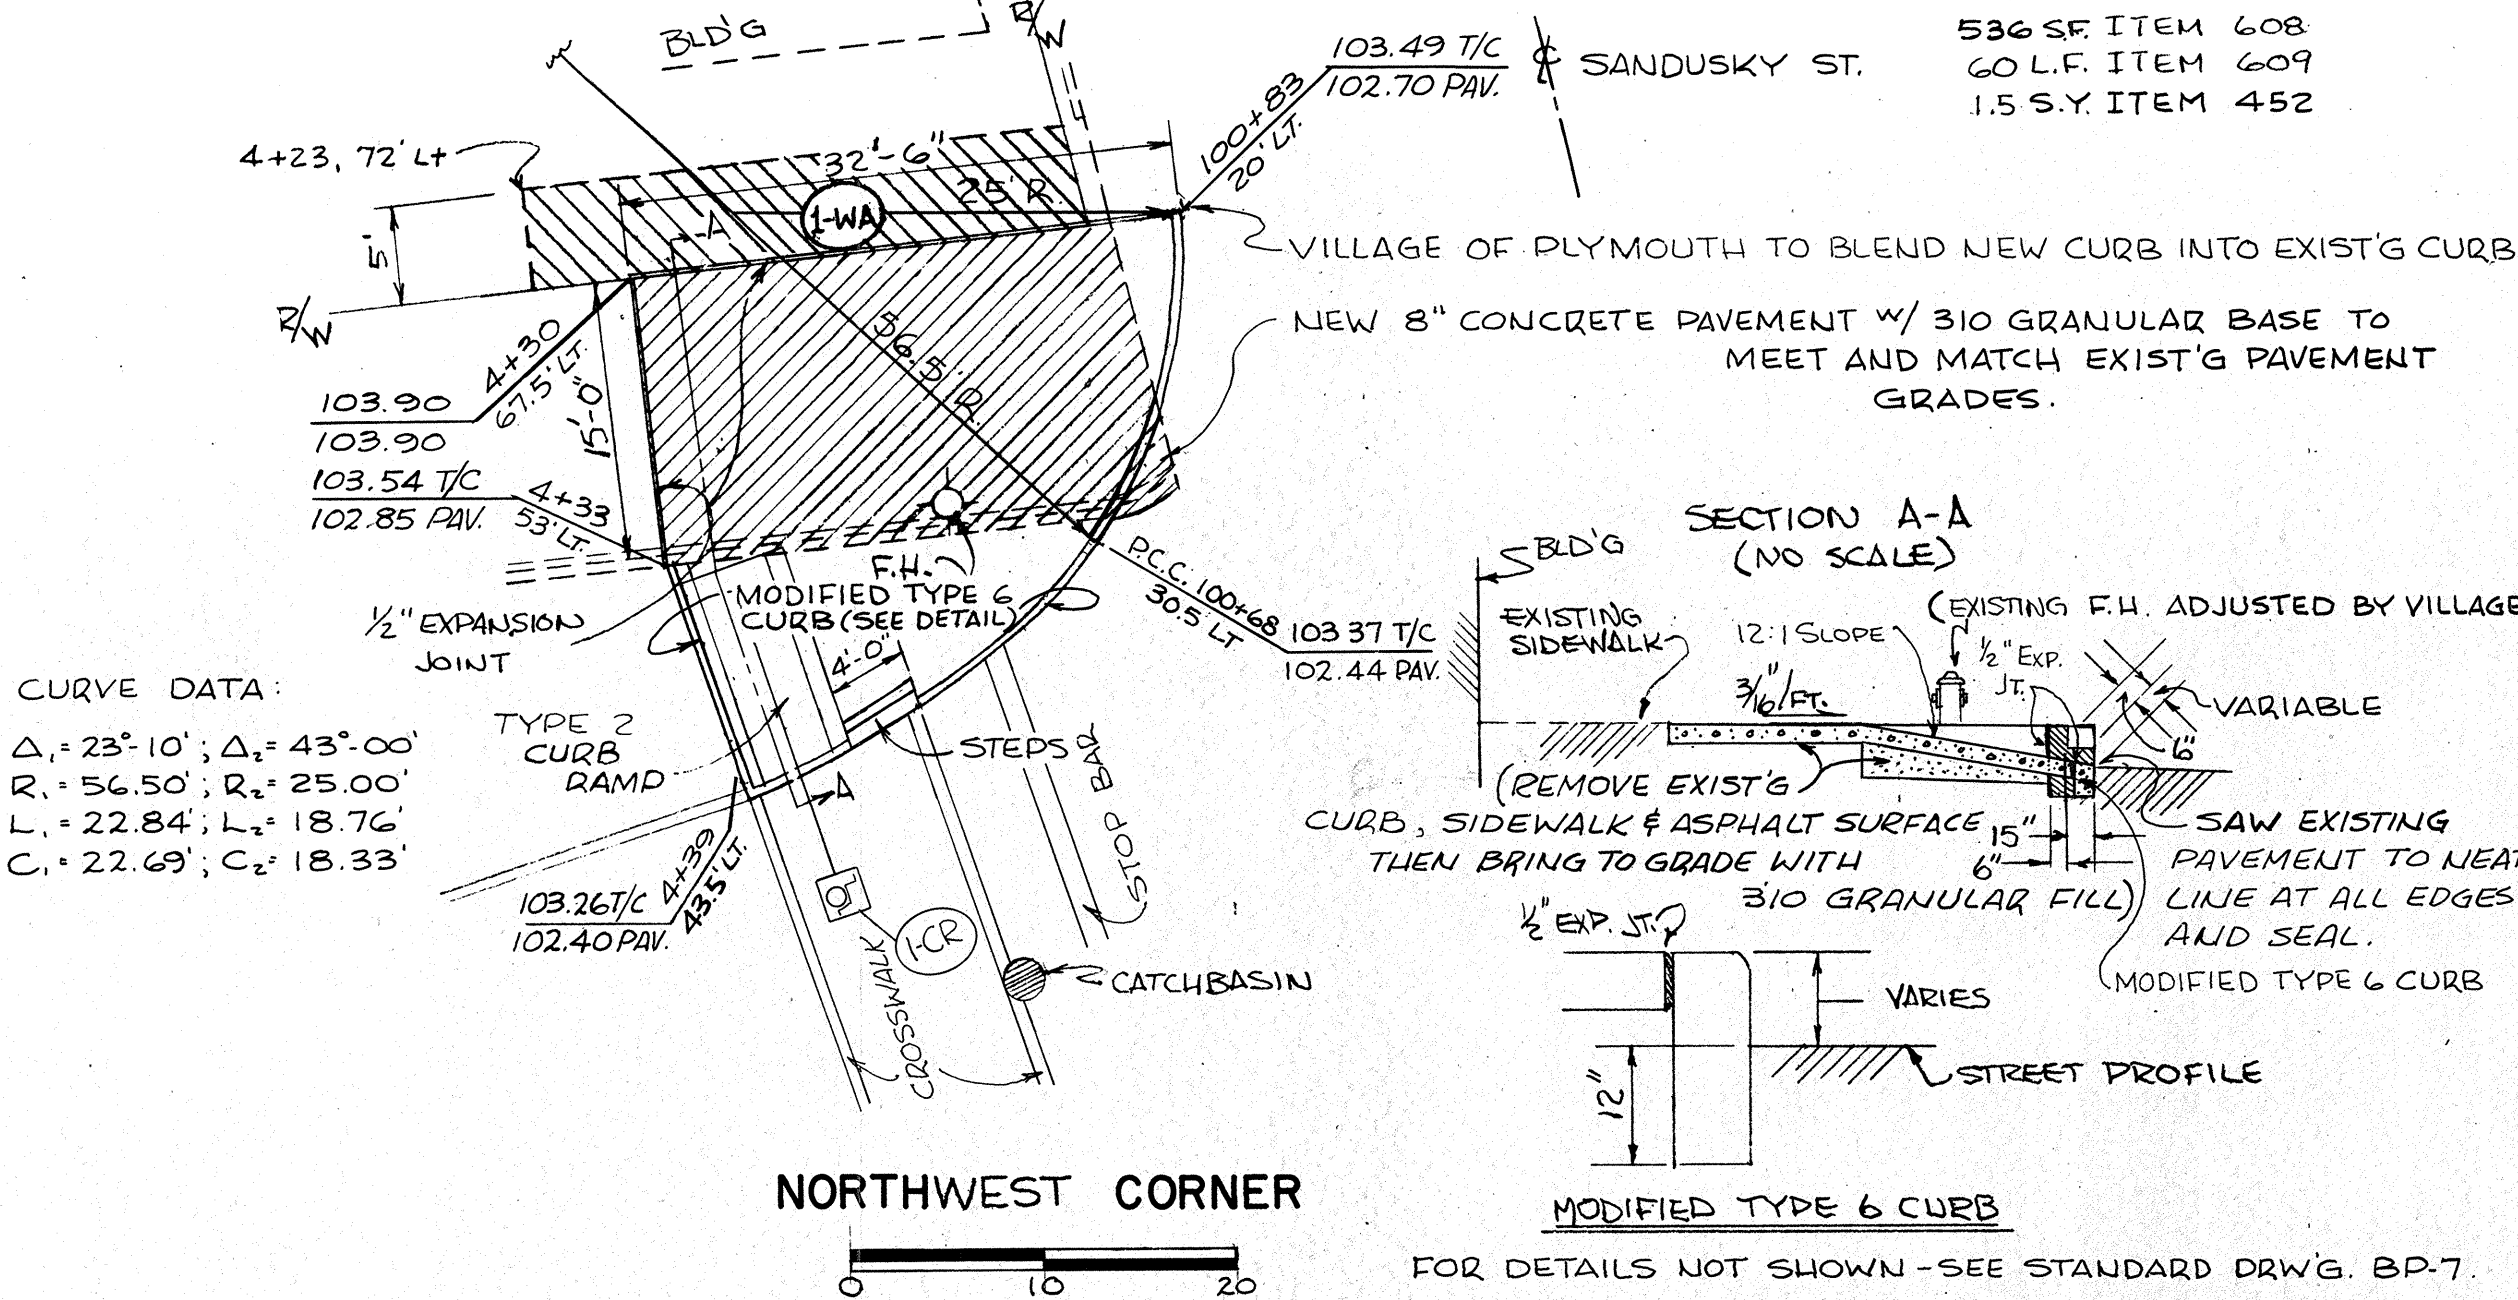 BLD'G
R/W
103.49 T/C
102.70 PAV.
℄ SANDUSKY ST.
536 S.F. ITEM 608
60 L.F. ITEM 609
1.5 S.Y. ITEM 452
100+83
20' LT.
4+23, 72' Lt
32'-6"
25' R.
1-WA
A
5'
R/W
VILLAGE OF PLYMOUTH TO BLEND NEW CURB INTO EXIST'G CURB
NEW 8" CONCRETE PAVEMENT W/ 310 GRANULAR BASE TO
MEET AND MATCH EXIST'G PAVEMENT
GRADES.
56.5' R.
4+30
67.5' LT.
15'-0"
103.90
103.90
103.54 T/C
102.85 PAV.
4+33
53' LT.
F.H.
MODIFIED TYPE 6
CURB (SEE DETAIL)
P.C.C. 100+68
30.5' LT
103.37 T/C
102.44 PAV.
1/2" EXPANSION
JOINT
4'-0"
CURVE DATA:
Δ₁= 23°-10' ; Δ₂= 43°-00'
R₁= 56.50' ; R₂= 25.00'
L₁= 22.84' ; L₂= 18.76'
C₁= 22.69' ; C₂= 18.33'
TYPE 2
CURB
RAMP
STEPS
STOP BAR
A
103.26 T/C
102.40 PAV.
4+39
43.5' LT.
1-CR
CROSSWALK
CATCHBASIN
SECTION A-A
(NO SCALE)
BLD'G
EXISTING
SIDEWALK
(EXISTING F.H. ADJUSTED BY VILLAGE
12:1 SLOPE
1/2" EXP.
JT.
3/16"/FT.
VARIABLE
6"
(REMOVE EXIST'G
CURB, SIDEWALK & ASPHALT SURFACE
THEN BRING TO GRADE WITH
310 GRANULAR FILL)
15"
6"
SAW EXISTING
PAVEMENT TO NEAT
LINE AT ALL EDGES
AND SEAL.
MODIFIED TYPE 6 CURB
1/2" EXP. JT.
VARIES
12"
STREET PROFILE
MODIFIED TYPE 6 CURB
NORTHWEST CORNER
0 10 20
FOR DETAILS NOT SHOWN - SEE STANDARD DRW'G. BP-7.